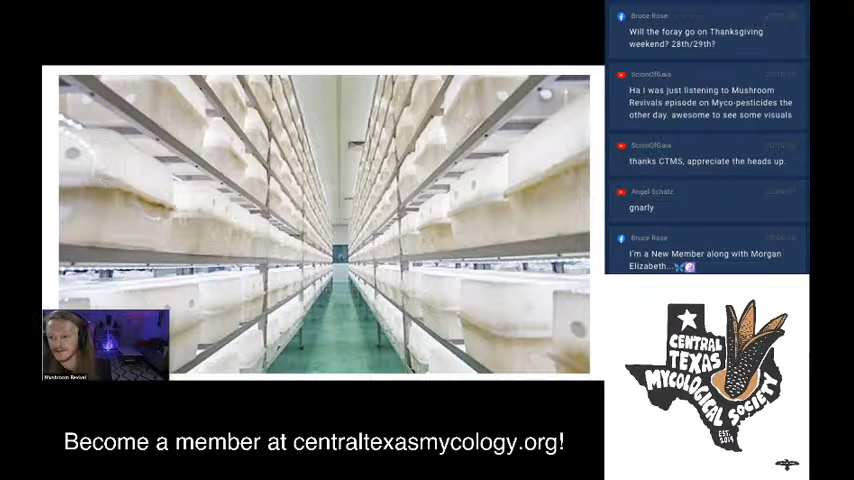 Bruce Rose
Will the foray go on Thanksgiving
weekend? 28th/29th?
ScionOfGaia
Ha I was just listening to Mushroom
Revivals episode on Myco-pesticides the
other day. awesome to see some visuals
ScionOfGaia
thanks CTMS, appreciate the heads up.
Angel Schatz
gnarly
Bruce Rose
I'm a New Member along with Morgan
Elizabeth...
Mushroom Revival
CENTRAL
TEXAS
MYCOLOGICAL
SOCIETY
EST.
2019
Become a member at centraltexasmycology.org!